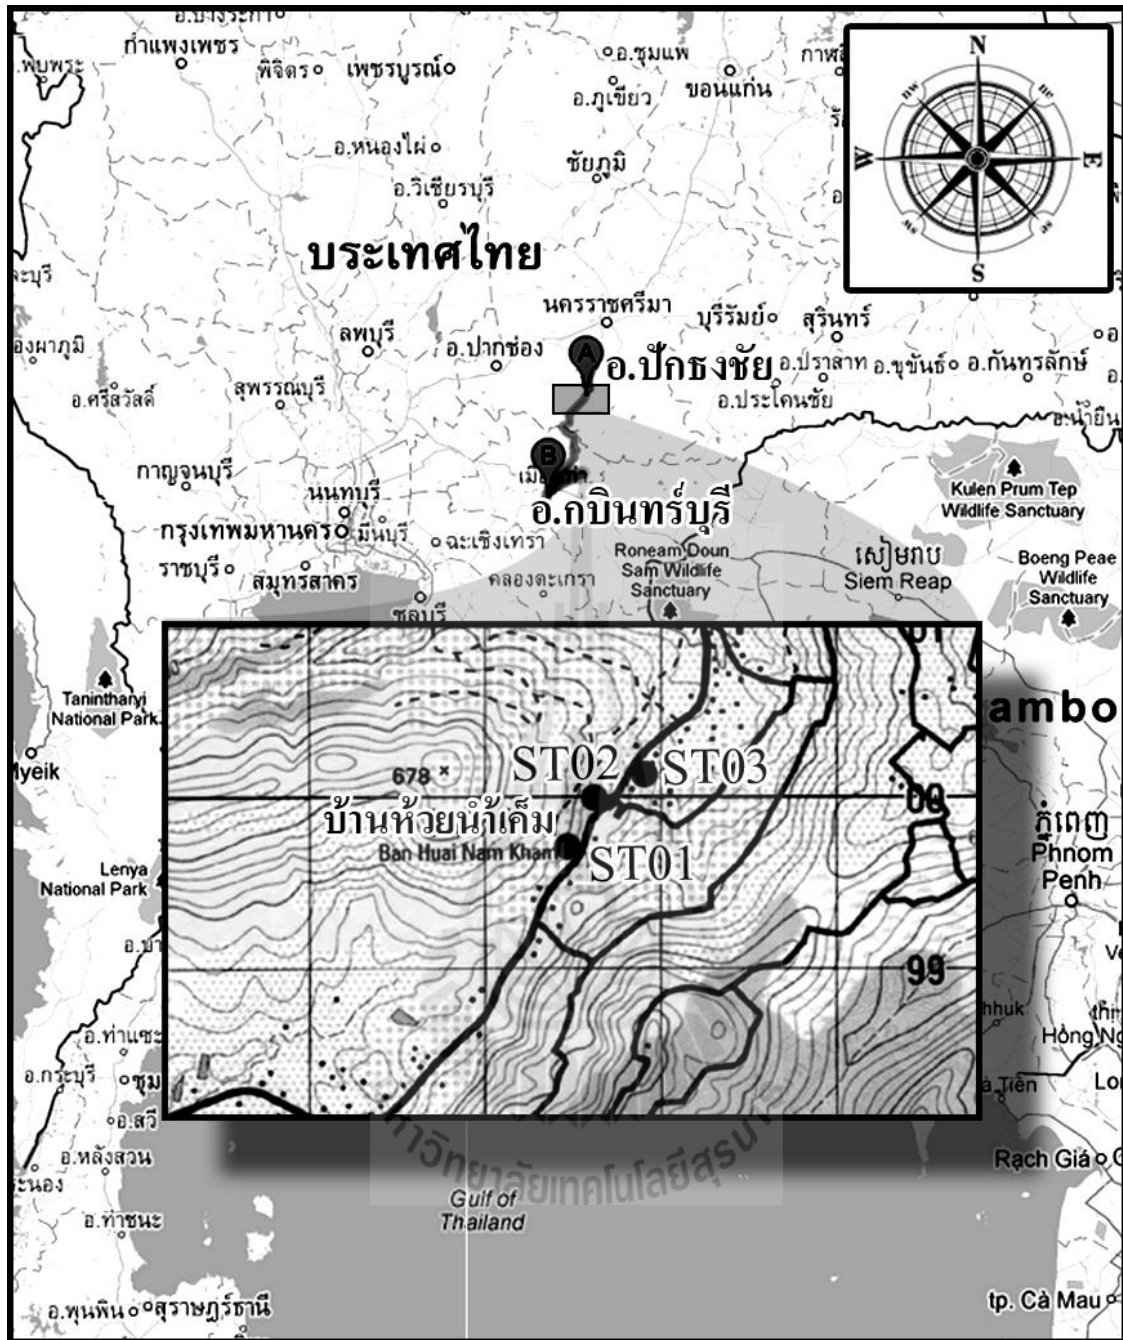 กำแพงเพชร
พิจิตร
เพชรบูรณ์
อ.ชุมแพ
อ.ภูเขียว
ขอนแก่น
N
nw
ne
W
E
sw
se
S
อ.หนองไผ่
ชัยภูมิ
อ.วิเชียรบุรี
ประเทศไทย
นครราชสีมา
บุรีรัมย์
สุรินทร์
ลพบุรี
อ.ปากช่อง
A
อ.ปักธงชัย
อ.ปราสาท
อ.ขุขันธ์
อ.กันทรลักษ์
สุพรรณบุรี
อ.ศรีสวัสดิ์
อ.ประโคนชัย
อ.น้ำยืน
B
กาญจนบุรี
นนทบุรี
อ.กบินทร์บุรี
Kulen Prum Tep
Wildlife Sanctuary
กรุงเทพมหานคร
มีนบุรี
ฉะเชิงเทรา
ราชบุรี
สมุทรสาคร
คลองตะเกรา
Roneam Doun
Sam Wildlife
Sanctuary
សៀមរាប
Siem Reap
Boeng Peae
Wildlife
Sanctuary
ชลบุรี
Tanintharyi
National Park
ambo
Myeik
678
ST02
ST03
00
บ้านห้วยน้ำเค็ม
Ban Huai Nam Kham
ST01
ភ្នំពេញ
Phnom
Penh
Lenya
National Park
99
อ.ท่าแซะ
อ.กระบุรี
ชุม
อ.สวี
อ.หลังสวน
ระนอง
hhuk
Hồng Ng
à Tiên
Rạch Giá
Gulf of
Thailand
อ.ท่าชนะ
อ.พุนพิน
สุราษฎร์ธานี
tp. Cà Mau